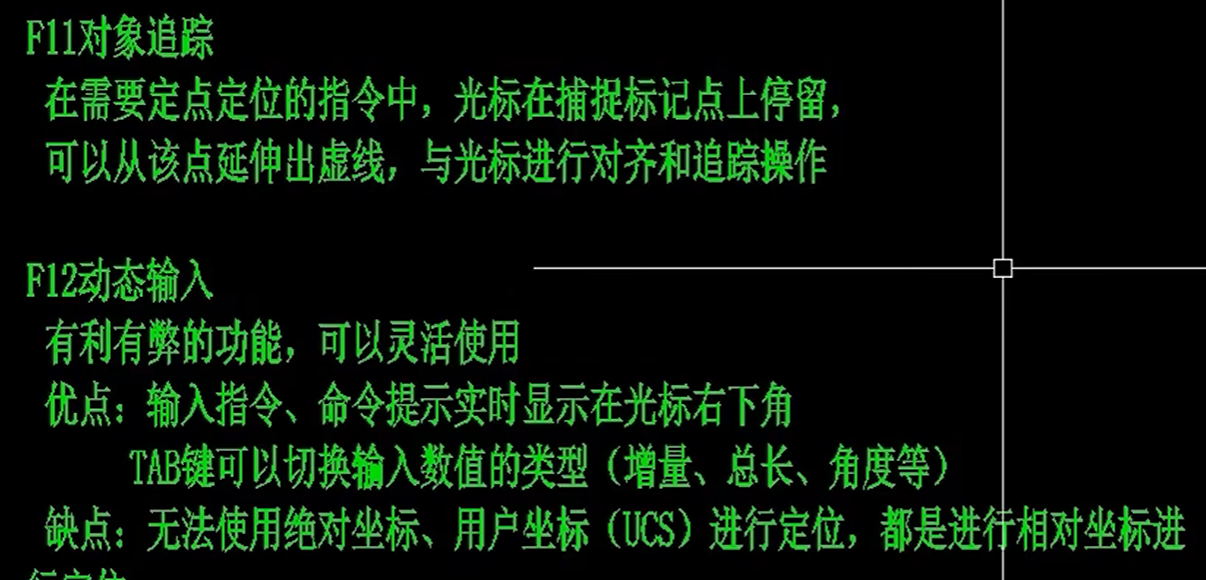 F11对象追踪
在需要定点定位的指令中，光标在捕捉标记点上停留，
可以从该点延伸出虚线，与光标进行对齐和追踪操作
F12动态输入
有利有弊的功能，可以灵活使用
优点：输入指令、命令提示实时显示在光标右下角
TAB键可以切换输入数值的类型（增量、总长、角度等）
缺点：无法使用绝对坐标、用户坐标（UCS）进行定位，都是进行相对坐标进
行定位